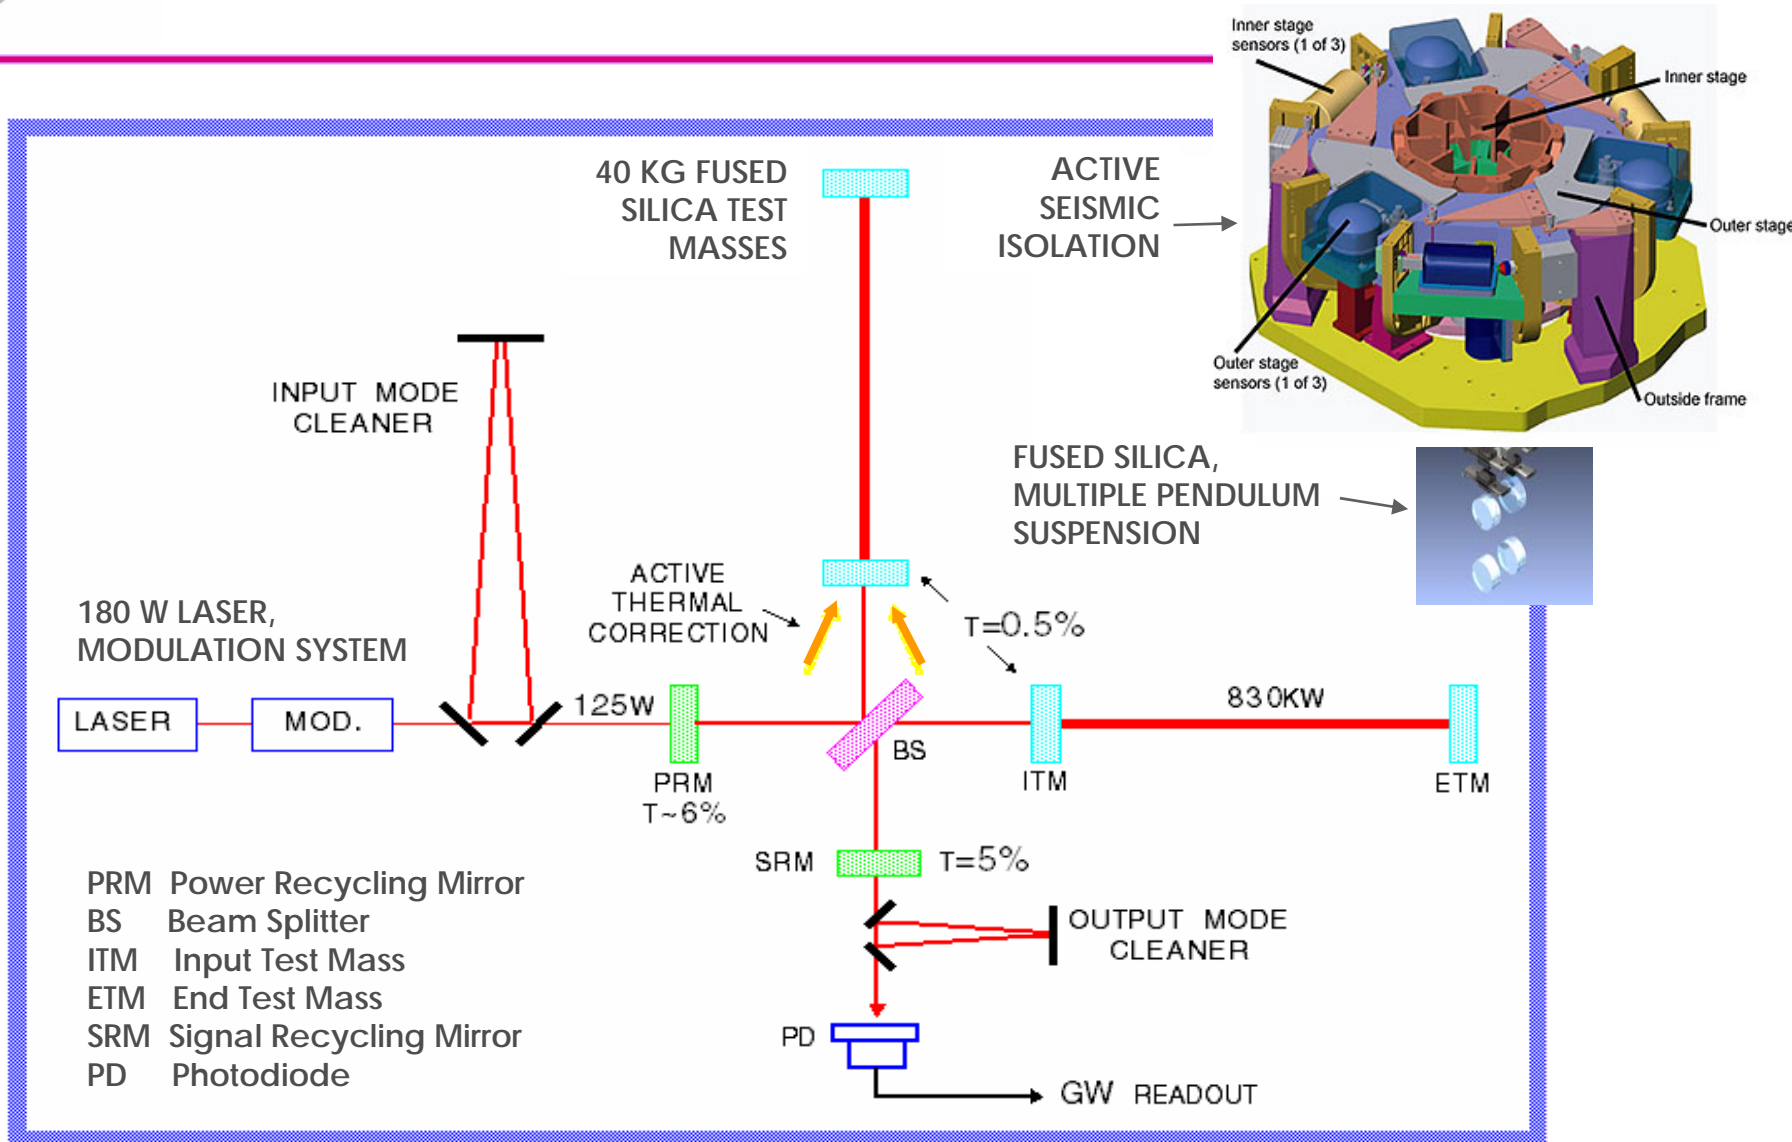 Inner stage
sensors (1 of 3)
Inner stage
Outer stage
Outer stage
sensors (1 of 3)
Outside frame
40 KG FUSED
SILICA TEST
MASSES
ACTIVE
SEISMIC
ISOLATION
INPUT MODE
CLEANER
FUSED SILICA,
MULTIPLE PENDULUM
SUSPENSION
ACTIVE
THERMAL
CORRECTION
T=0.5%
180 W LASER,
MODULATION SYSTEM
LASER
MOD.
125W
830KW
BS
PRM
T~6%
ITM
ETM
SRM
T=5%
OUTPUT MODE
CLEANER
PD
GW READOUT
PRM Power Recycling Mirror
BS Beam Splitter
ITM Input Test Mass
ETM End Test Mass
SRM Signal Recycling Mirror
PD Photodiode